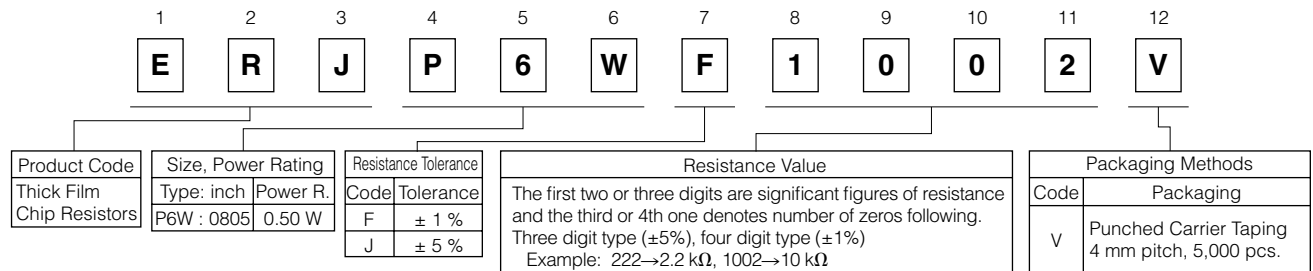 1 2 3 4 5 6 7 8 9 10 11 12
E R J P 6 W F 1 0 0 2 V
Product Code
Thick Film
Chip Resistors
Size, Power Rating
Type: inch Power R.
P6W : 0805 0.50 W
Resistance Tolerance
Code Tolerance
F ± 1 %
J ± 5 %
Resistance Value
The first two or three digits are significant figures of resistance
and the third or 4th one denotes number of zeros following.
Three digit type (±5%), four digit type (±1%)
Example: 222→2.2 kΩ, 1002→10 kΩ
Packaging Methods
Code Packaging
V Punched Carrier Taping
4 mm pitch, 5,000 pcs.